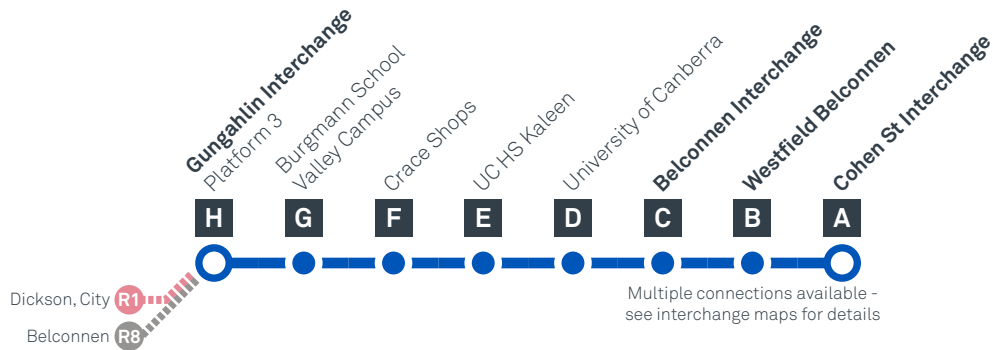 Gungahlin Interchange
Platform 3
Burgmann School
Valley Campus
Crace Shops
UC HS Kaleen
University of Canberra
Belconnen Interchange
Westfield Belconnen
Cohen St Interchange
H
G
F
E
D
C
B
A
Dickson, City R1
Belconnen R8
Multiple connections available -
see interchange maps for details